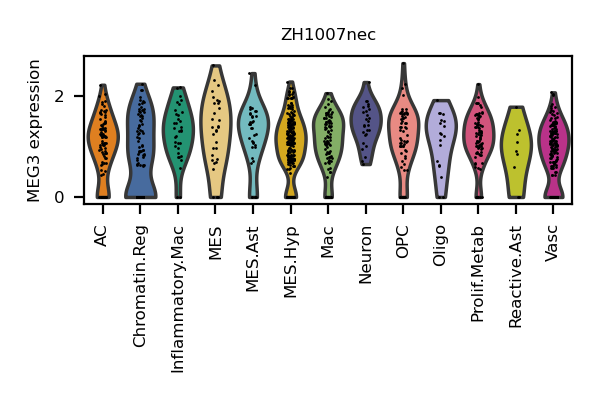 ZH1007nec
MEG3 expression
2
0
AC
Chromatin.Reg
Inflammatory.Mac
MES
MES.Ast
MES.Hyp
Mac
Neuron
OPC
Oligo
Prolif.Metab
Reactive.Ast
Vasc